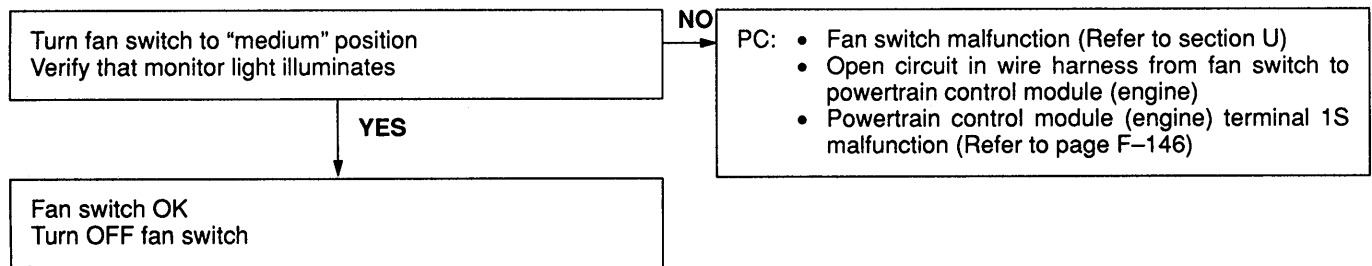 Turn fan switch to “medium” position
Verify that monitor light illuminates
NO
PC: • Fan switch malfunction (Refer to section U)
• Open circuit in wire harness from fan switch to
powertrain control module (engine)
• Powertrain control module (engine) terminal 1S
malfunction (Refer to page F–146)
YES
Fan switch OK
Turn OFF fan switch